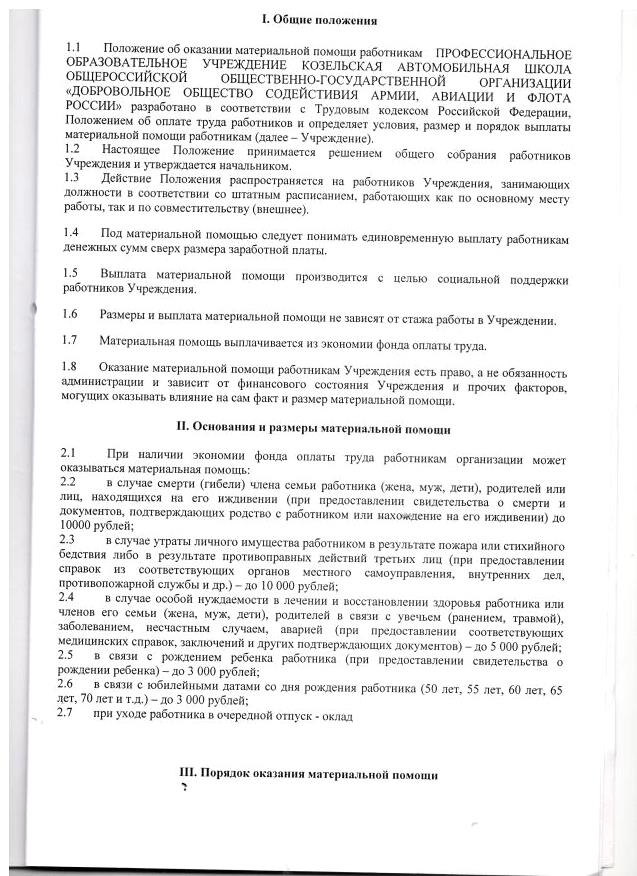 I. Общие положения
1.1 Положение об оказании материальной помощи работникам ПРОФЕССИОНАЛЬНОЕ
ОБРАЗОВАТЕЛЬНОЕ УЧРЕЖДЕНИЕ КОЗЕЛЬСКАЯ АВТОМОБИЛЬНАЯ ШКОЛА
ОБЩЕРОССИЙСКОЙ ОБЩЕСТВЕННО-ГОСУДАРСТВЕННОЙ ОРГАНИЗАЦИИ
«ДОБРОВОЛЬНОЕ ОБЩЕСТВО СОДЕЙСТИВИЯ АРМИИ, АВИАЦИИ И ФЛОТА
РОССИИ» разработано в соответствии с Трудовым кодексом Российской Федерации,
Положением об оплате труда работников и определяет условия, размер и порядок выплаты
материальной помощи работникам (далее – Учреждение).
1.2 Настоящее Положение принимается решением общего собрания работников
Учреждения и утверждается начальником.
1.3 Действие Положения распространяется на работников Учреждения, занимающих
должности в соответствии со штатным расписанием, работающих как по основному месту
работы, так и по совместительству (внешнее).
1.4 Под материальной помощью следует понимать единовременную выплату работникам
денежных сумм сверх размера заработной платы.
1.5 Выплата материальной помощи производится с целью социальной поддержки
работников Учреждения.
1.6 Размеры и выплата материальной помощи не зависят от стажа работы в Учреждении.
1.7 Материальная помощь выплачивается из экономии фонда оплаты труда.
1.8 Оказание материальной помощи работникам Учреждения есть право, а не обязанность
администрации и зависит от финансового состояния Учреждения и прочих факторов,
могущих оказывать влияние на сам факт и размер материальной помощи.
II. Основания и размеры материальной помощи
2.1 При наличии экономии фонда оплаты труда работникам организации может
оказываться материальная помощь:
2.2 в случае смерти (гибели) члена семьи работника (жена, муж, дети), родителей или
лиц, находящихся на его иждивении (при предоставлении свидетельства о смерти и
документов, подтверждающих родство с работником или нахождение на его иждивении) до
10000 рублей;
2.3 в случае утраты личного имущества работником в результате пожара или стихийного
бедствия либо в результате противоправных действий третьих лиц (при предоставлении
справок из соответствующих органов местного самоуправления, внутренних дел,
противопожарной службы и др.) – до 10 000 рублей;
2.4 в случае особой нуждаемости в лечении и восстановлении здоровья работника или
членов его семьи (жена, муж, дети), родителей в связи с увечьем (ранением, травмой),
заболеванием, несчастным случаем, аварией (при предоставлении соответствующих
медицинских справок, заключений и других подтверждающих документов) – до 5 000 рублей;
2.5 в связи с рождением ребенка работника (при предоставлении свидетельства о
рождении ребенка) – до 3 000 рублей;
2.6 в связи с юбилейными датами со дня рождения работника (50 лет, 55 лет, 60 лет, 65
лет, 70 лет и т.д.) – до 3 000 рублей;
2.7 при уходе работника в очередной отпуск - оклад
III. Порядок оказания материальной помощи
?